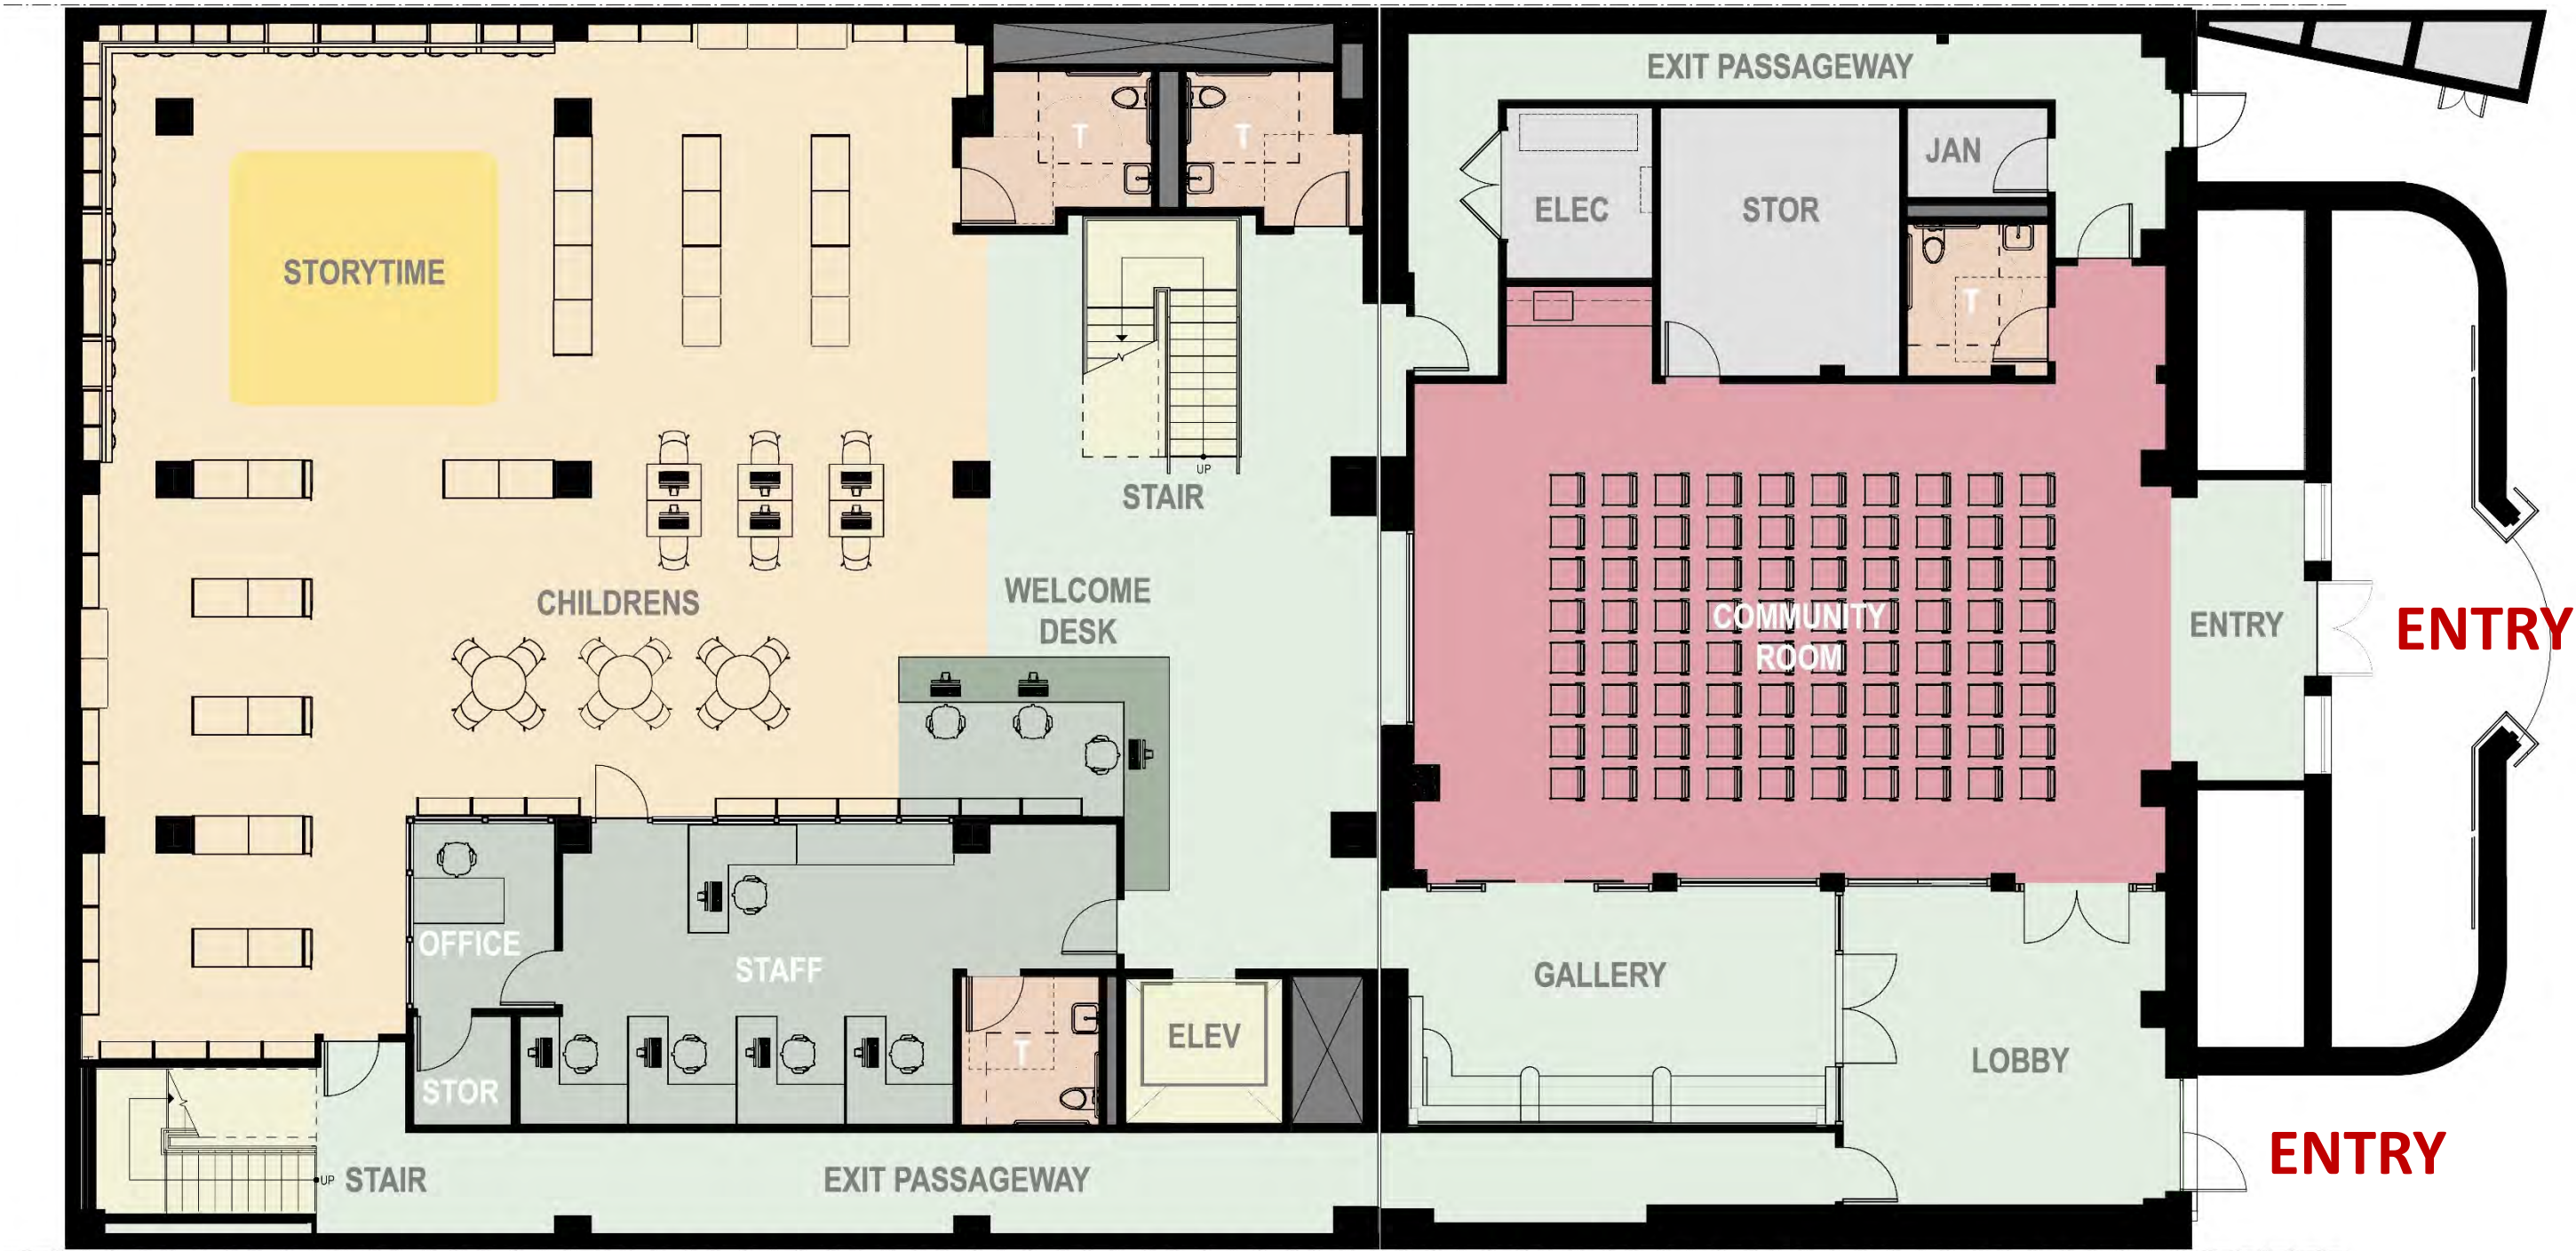 EXIT PASSAGEWAY
T
T
JAN
ELEC
STOR
STORYTIME
T
UP
STAIR
WELCOME
DESK
CHILDRENS
COMMUNITY
ROOM
ENTRY
ENTRY
OFFICE
STAFF
GALLERY
ELEV
T
LOBBY
STOR
ENTRY
UP
STAIR
EXIT PASSAGEWAY